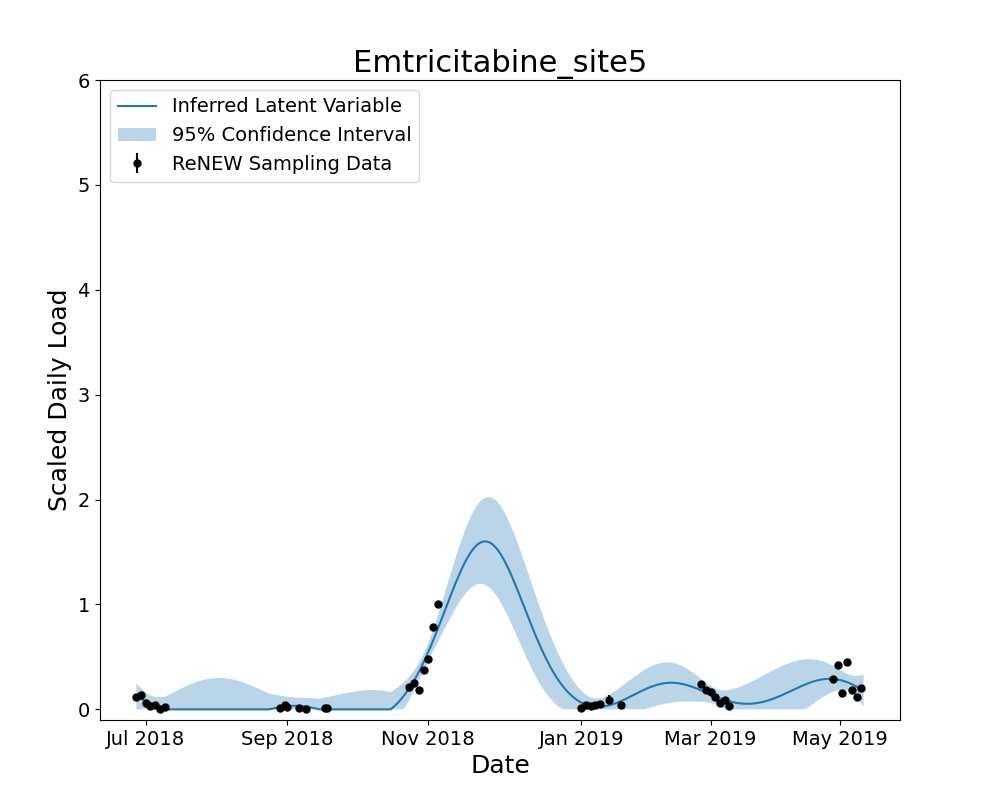 Emtricitabine_site5
Inferred Latent Variable
95% Confidence Interval
ReNEW Sampling Data
Scaled Daily Load
6
5
4
3
2
1
0
Jul 2018 Sep 2018 Nov 2018 Jan 2019 Mar 2019 May 2019
Date